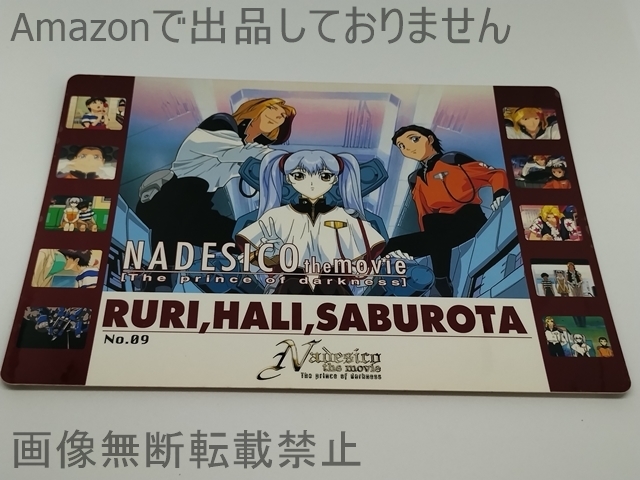 Amazonで出品しておりません
NADESICO the movie
[The prince of darkness]
RURI,HALI,SABUROTA
No.09
Nadesico
the movie
The prince of darkness
画像無断転載禁止